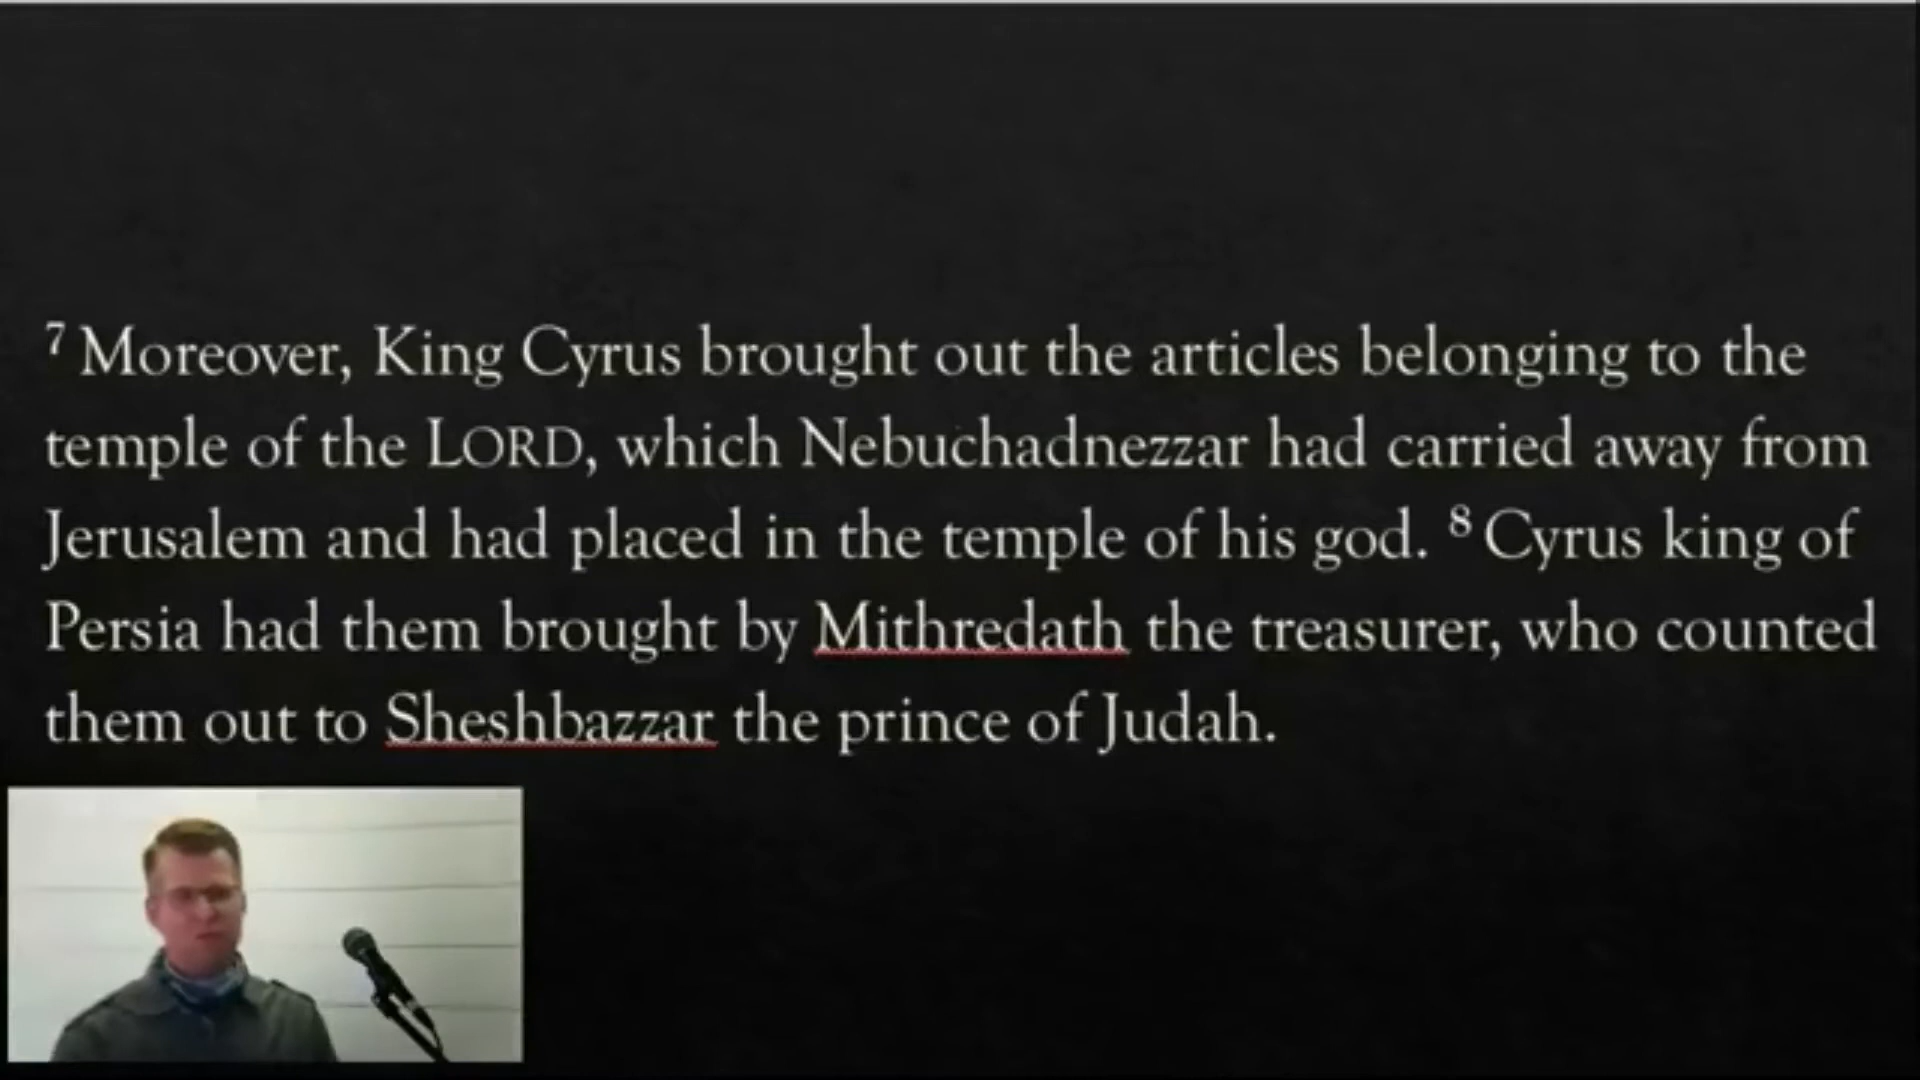 7 Moreover, King Cyrus brought out the articles belonging to the
temple of the LORD, which Nebuchadnezzar had carried away from
Jerusalem and had placed in the temple of his god. 8 Cyrus king of
Persia had them brought by Mithredath the treasurer, who counted
them out to Sheshbazzar the prince of Judah.